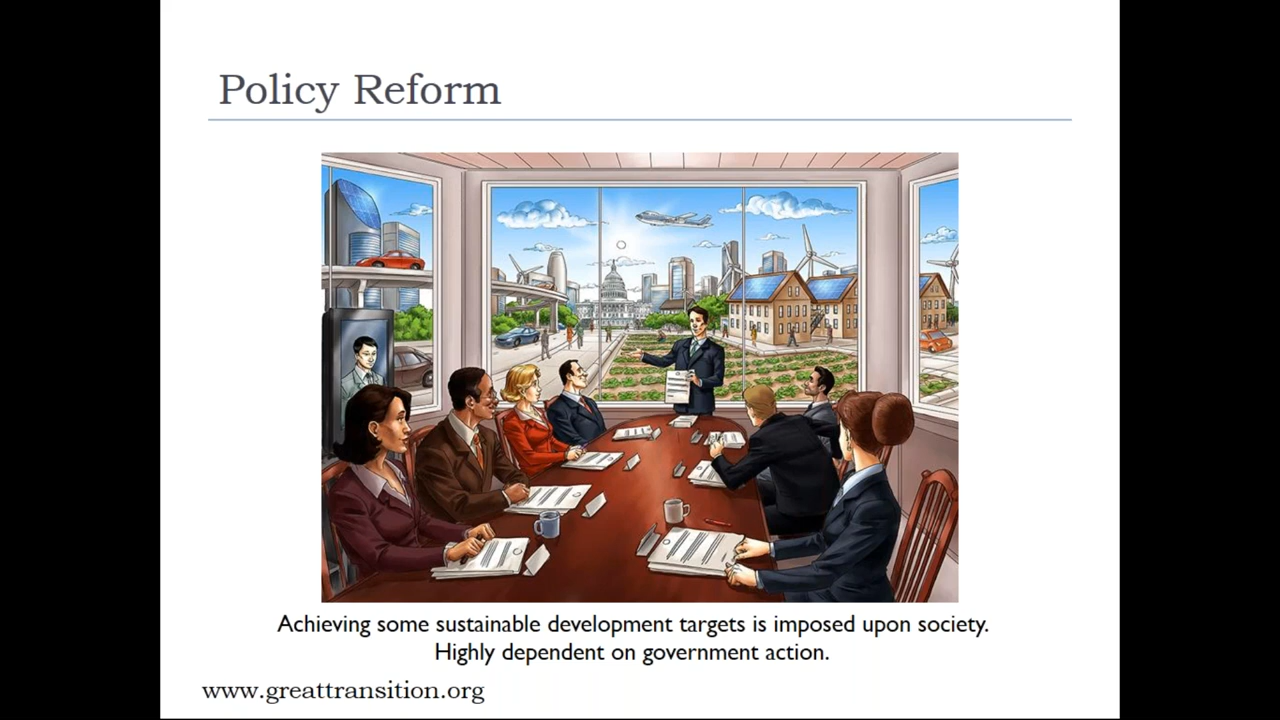 Policy Reform
Achieving some sustainable development targets is imposed upon society.
Highly dependent on government action.
www.greattransition.org